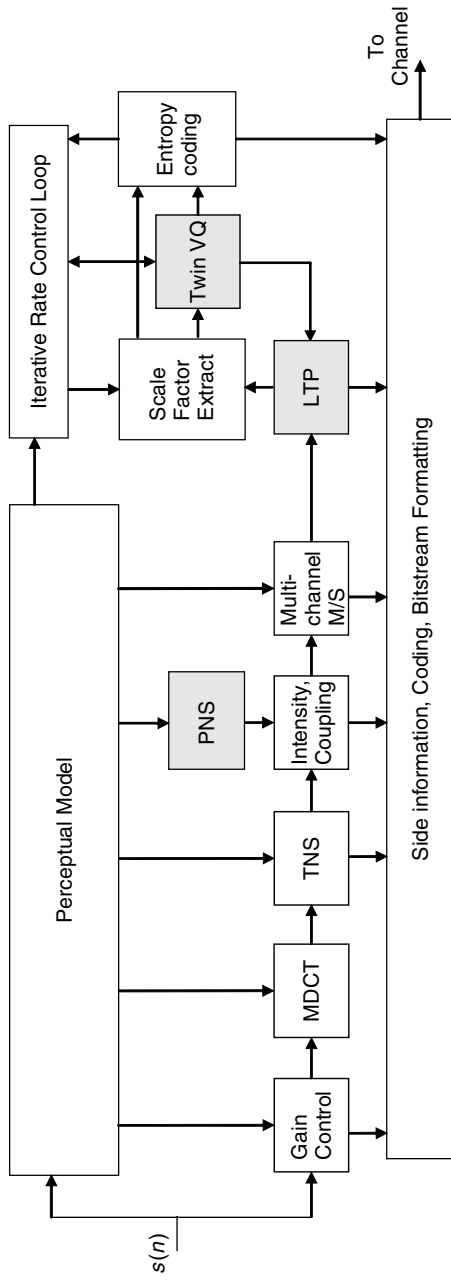 s(n)
Perceptual Model
Iterative Rate Control Loop
Gain
Control
MDCT
TNS
PNS
Intensity,
Coupling
Multi-
channel
M/S
LTP
Scale
Factor
Extract
Twin VQ
Entropy
coding
Side information, Coding, Bitstream Formatting
To
Channel